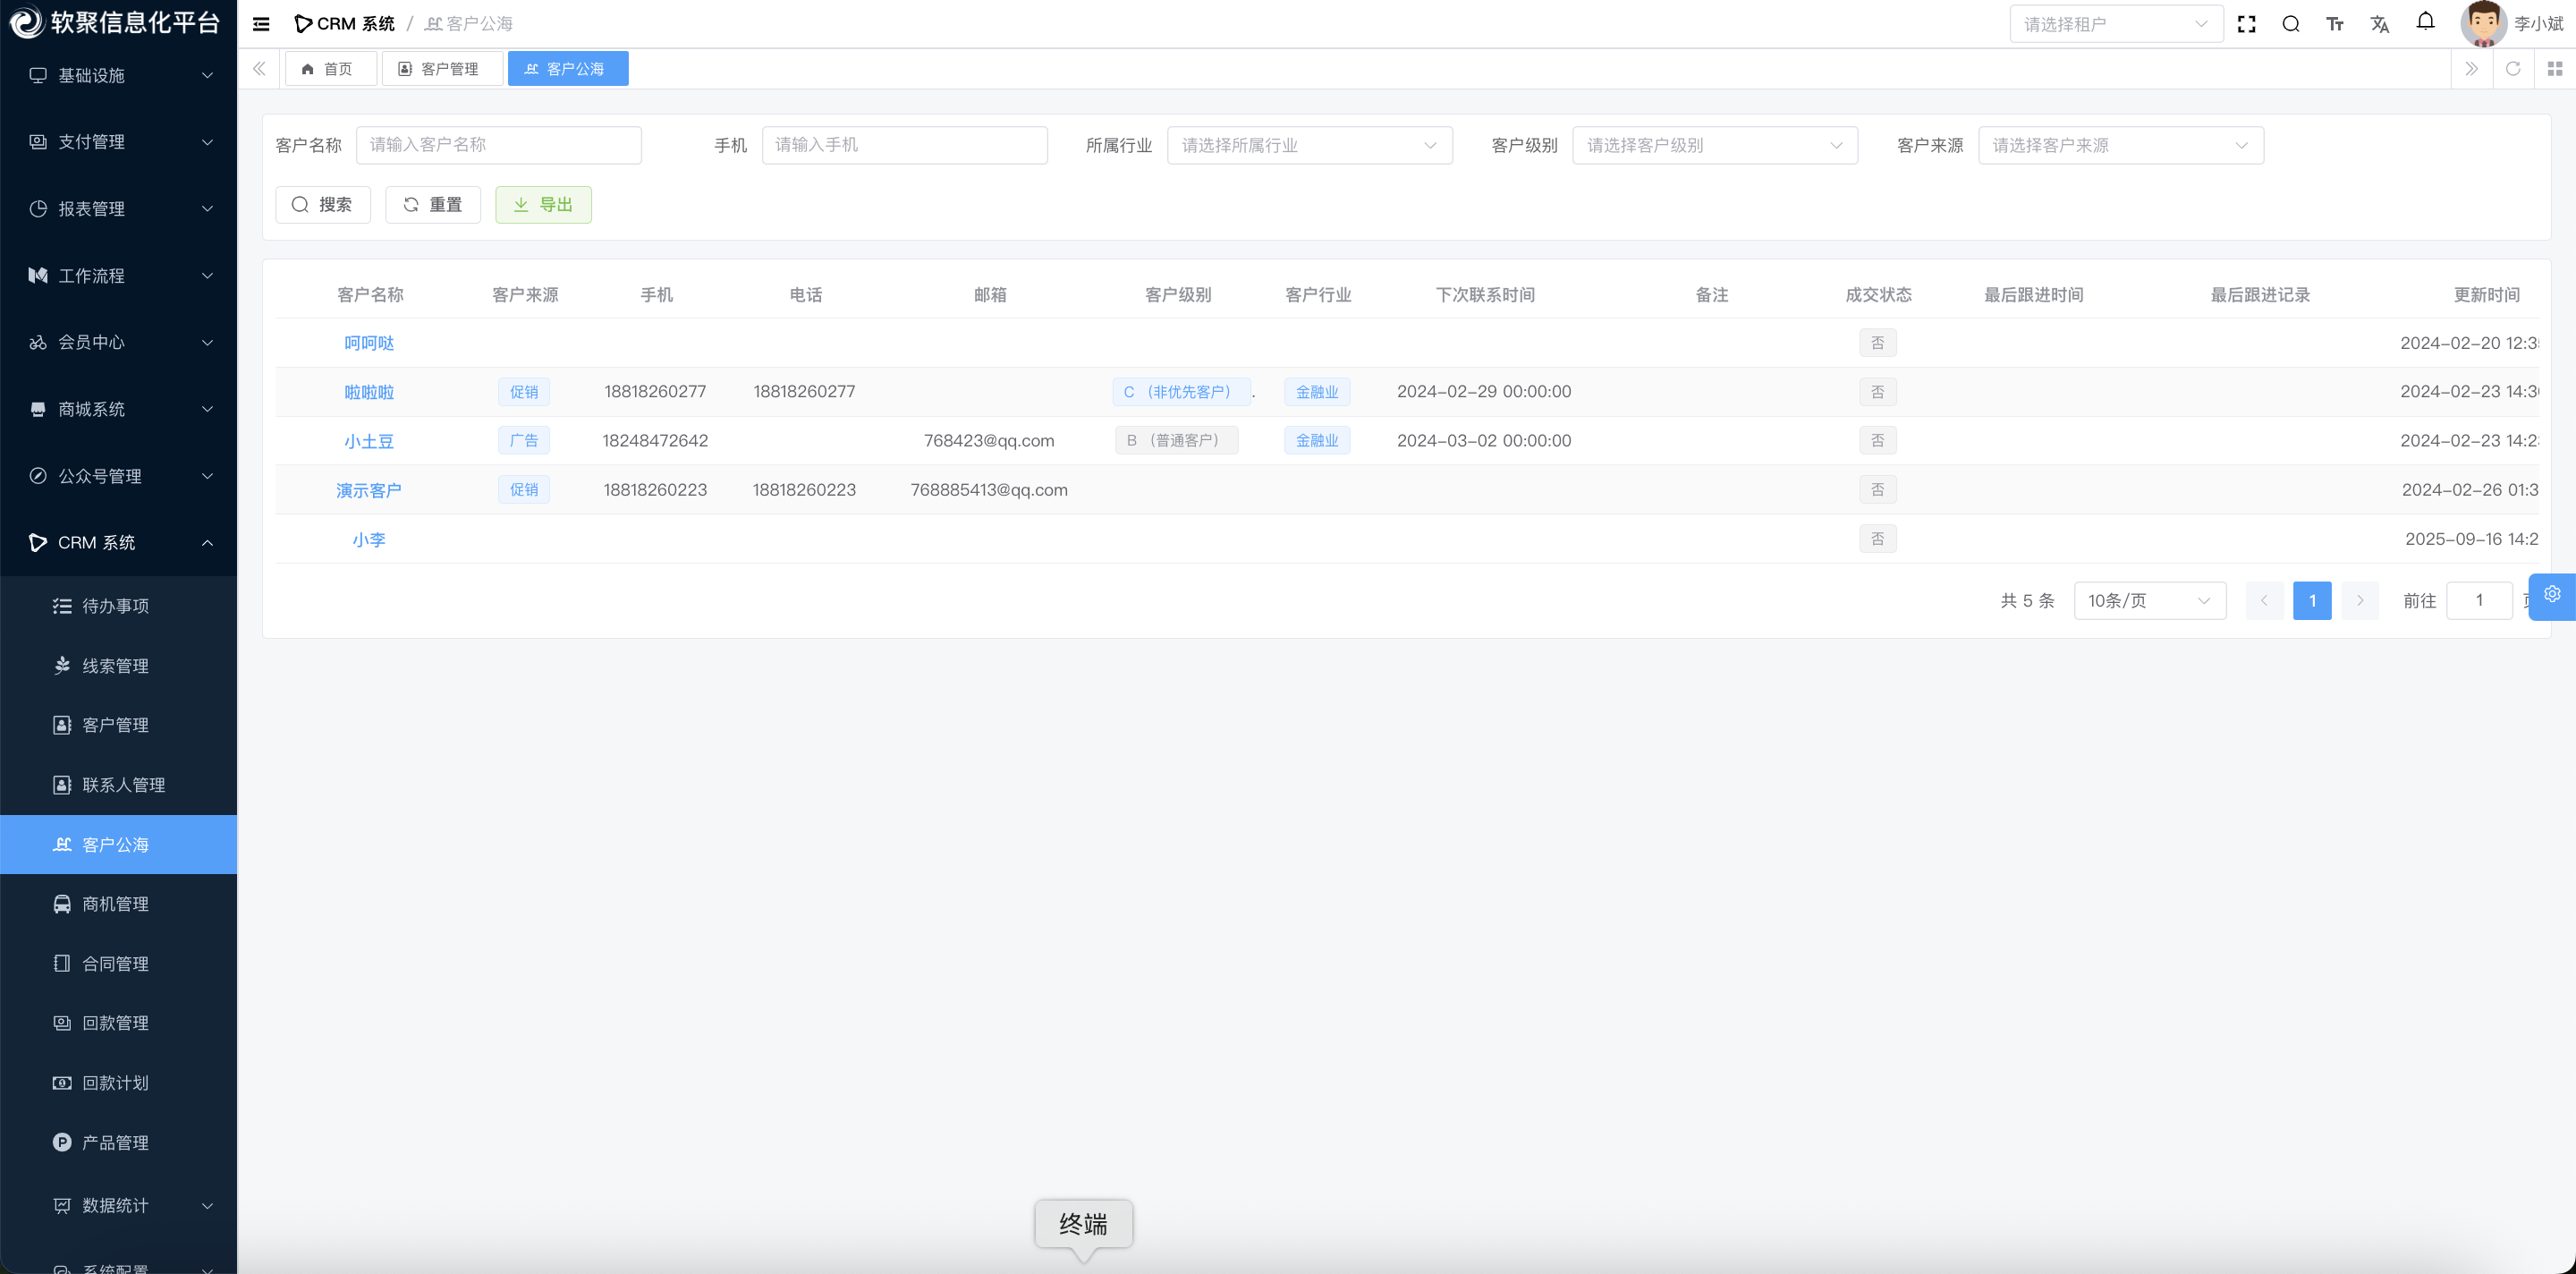 软聚信息化平台
CRM 系统 / 客户公海
请选择租户
李小斌
首页
客户管理
客户公海
基础设施
支付管理
报表管理
工作流程
会员中心
商城系统
公众号管理
CRM 系统
待办事项
线索管理
客户管理
联系人管理
客户公海
商机管理
合同管理
回款管理
回款计划
产品管理
数据统计
系统配置
客户名称 请输入客户名称 手机 请输入手机 所属行业 请选择所属行业 客户级别 请选择客户级别 客户来源 请选择客户来源
搜索 重置 导出
客户名称 客户来源 手机 电话 邮箱 客户级别 客户行业 下次联系时间 备注 成交状态 最后跟进时间 最后跟进记录 更新时间
呵呵哒 否 2024-02-20 12:3
啦啦啦 促销 18818260277 18818260277 C （非优先客户） . 金融业 2024-02-29 00:00:00 否 2024-02-23 14:3
小土豆 广告 18248472642 768423@qq.com B （普通客户） 金融业 2024-03-02 00:00:00 否 2024-02-23 14:2
演示客户 促销 18818260223 18818260223 768885413@qq.com 否 2024-02-26 01:3
小李 否 2025-09-16 14:2
共 5 条 10条/页 1 前往 1
终端